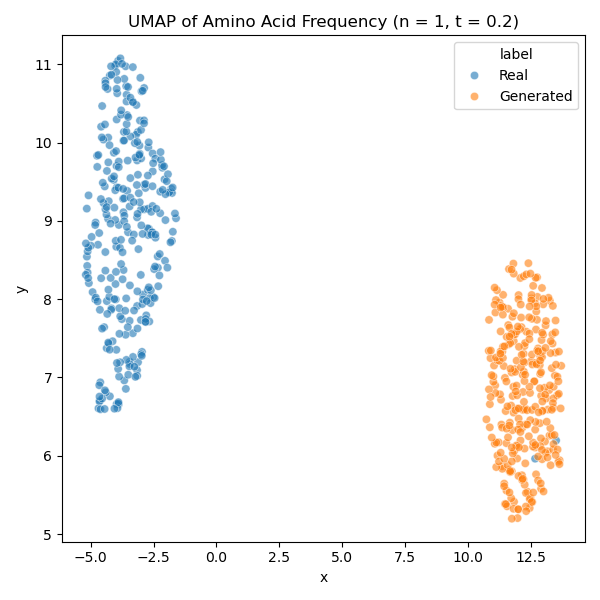 UMAP of Amino Acid Frequency (n = 1, t = 0.2)
label
Real
Generated
11
10
9
8
7
6
5
y
−5.0 −2.5 0.0 2.5 5.0 7.5 10.0 12.5
x